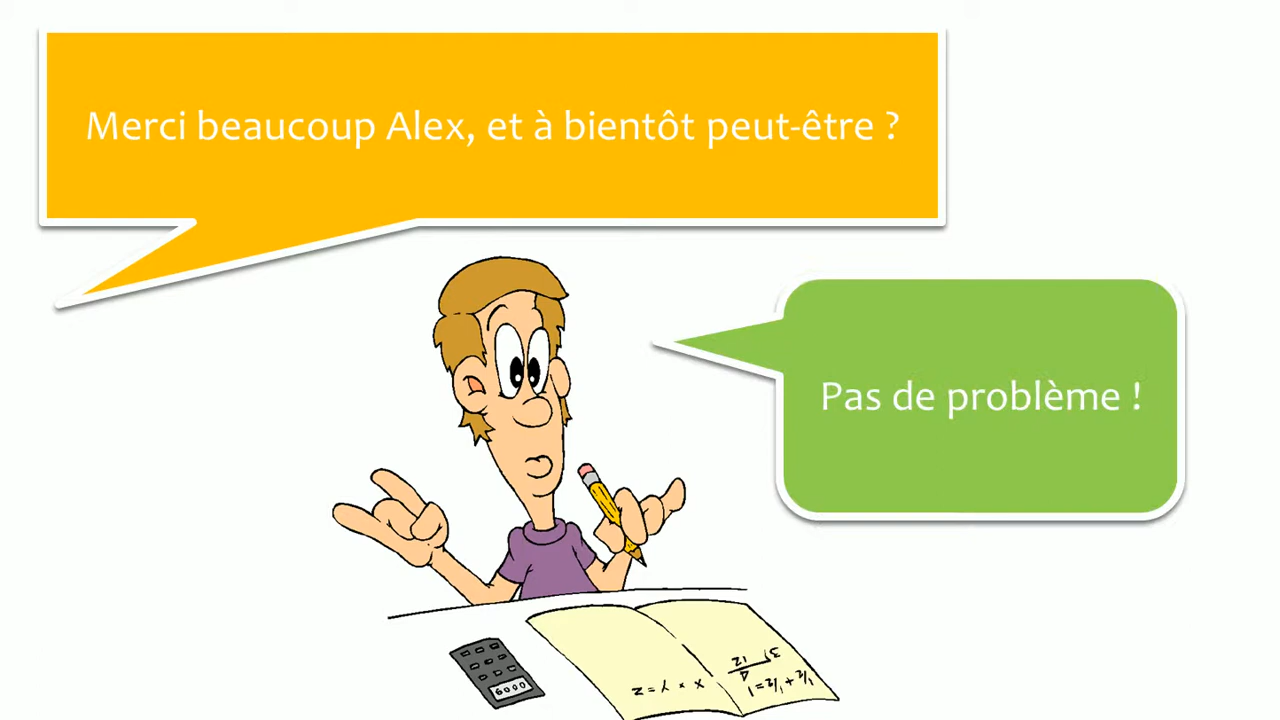 Merci beaucoup Alex, et à bientôt peut-être ?
Pas de problème !